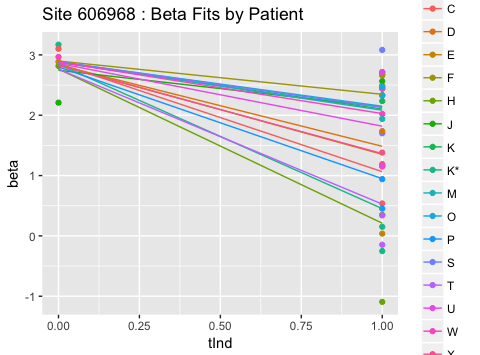 Site 606968 : Beta Fits by Patient
beta
3
2
1
0
-1
0.00
0.25
0.50
0.75
1.00
tInd
C
D
E
F
H
J
K
K*
M
O
P
S
T
U
W